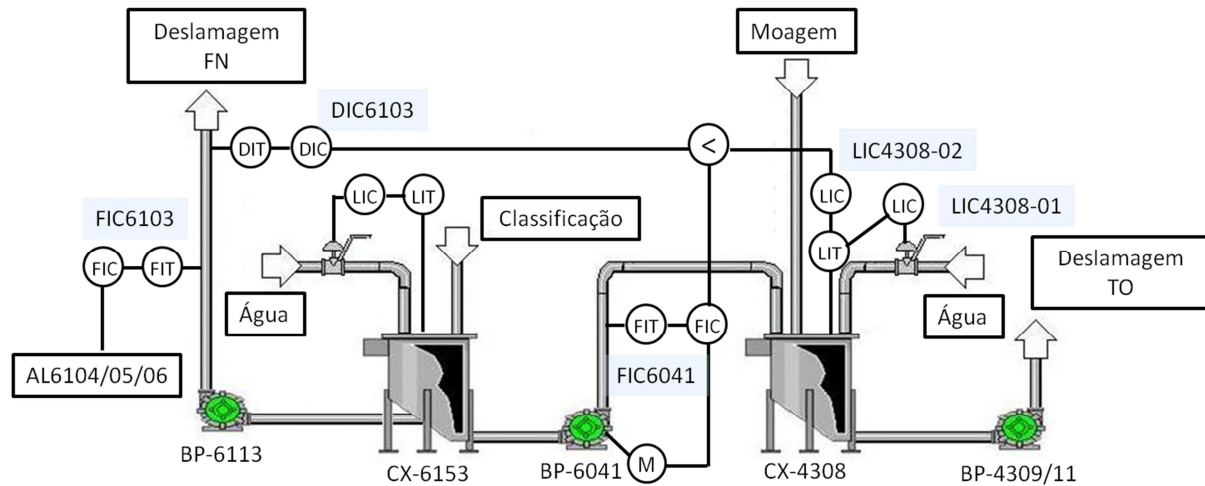 Deslamagem
FN
Moagem
DIC6103
DIT
DIC
<
LIC4308-02
LIC
LIT
Classificação
LIC
LIC
LIC4308-01
FIC6103
FIC
FIT
LIT
Deslamagem
TO
Água
Água
FIT
FIC
AL6104/05/06
FIC6041
BP-6113
CX-6153
BP-6041
M
CX-4308
BP-4309/11